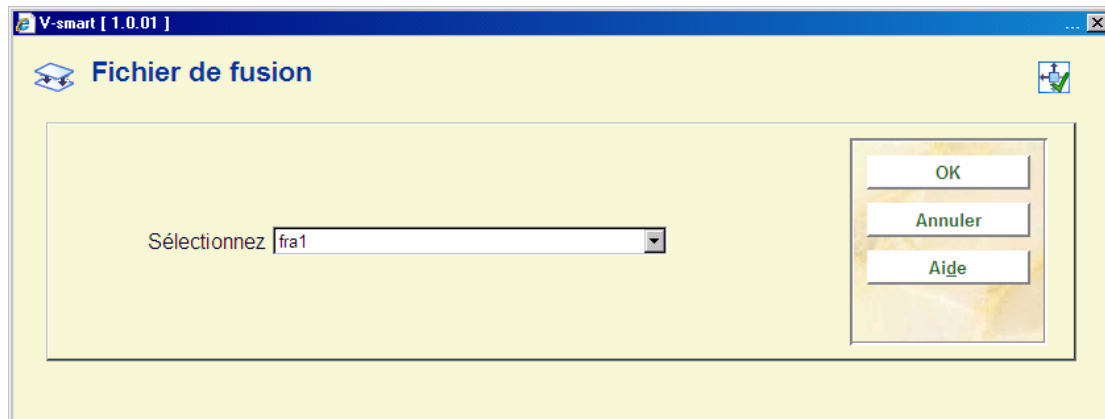 V-smart [ 1.0.01 ] ...
Fichier de fusion
OK
Annuler
Sélectionnez fra1
Aide